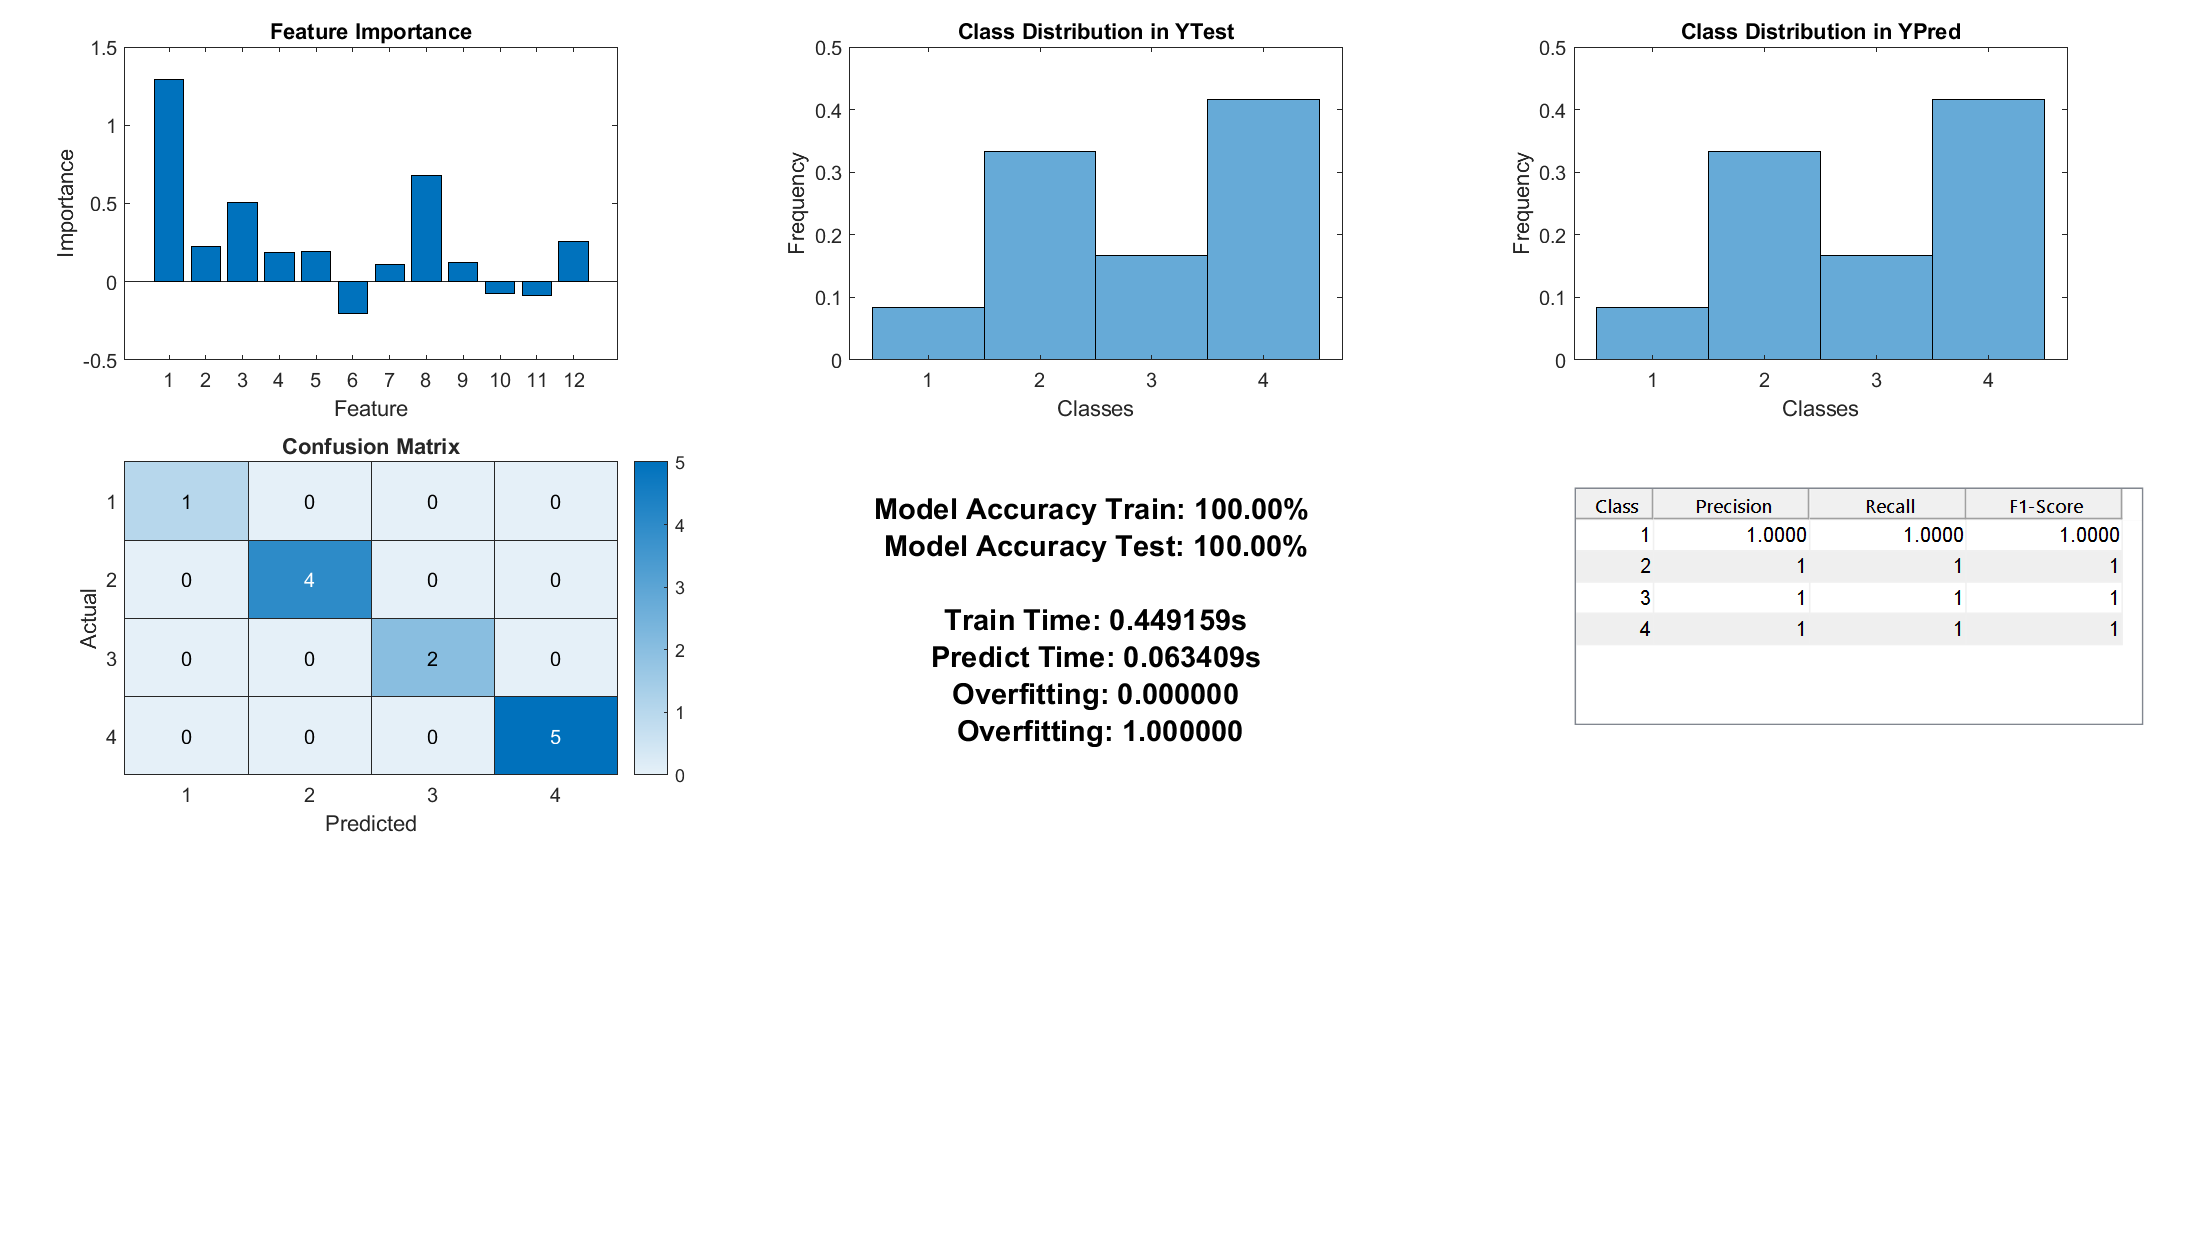 Feature Importance
1.5
1
0.5
0
-0.5
Importance
1 2 3 4 5 6 7 8 9 10 11 12
Feature
Class Distribution in YTest
0.5
0.4
0.3
0.2
0.1
0
Frequency
1 2 3 4
Classes
Class Distribution in YPred
0.5
0.4
0.3
0.2
0.1
0
Frequency
1 2 3 4
Classes
Confusion Matrix
Actual
1 1 0 0 0
2 0 4 0 0
3 0 0 2 0
4 0 0 0 5
1 2 3 4
Predicted
5
4
3
2
1
0
Model Accuracy Train: 100.00%
Model Accuracy Test: 100.00%
Train Time: 0.449159s
Predict Time: 0.063409s
Overfitting: 0.000000
Overfitting: 1.000000
Class Precision Recall F1-Score
1 1.0000 1.0000 1.0000
2 1 1 1
3 1 1 1
4 1 1 1